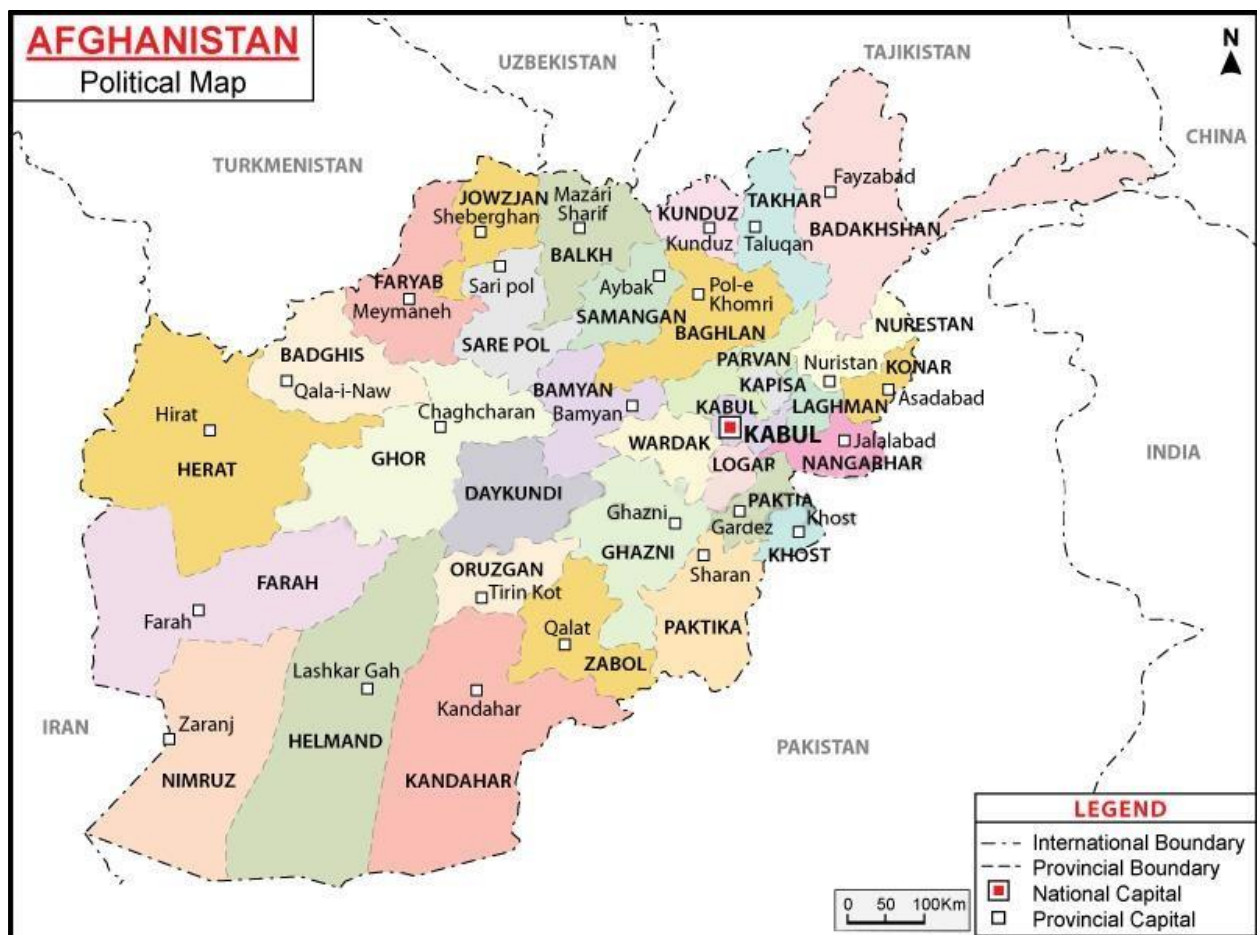 AFGHANISTAN
Political Map
N
UZBEKISTAN
TAJIKISTAN
CHINA
TURKMENISTAN
JOWZJAN
Sheberghan
Mazári
Sharif
BALKH
KUNDUZ
Kunduz
TAKHAR
Taluqan
Fayzabad
BADAKHSHAN
FARYAB
Meymaneh
Sari pol
SARE POL
Aybak
SAMANGAN
Pol-e
Khomri
BAGHLAN
NURESTAN
BADGHIS
Qala-i-Naw
PARVAN
Nuristan
KONAR
Asadabad
BAMYAN
Bamyan
KAPISA
LAGHMAN
Hirat
HERAT
Chaghcharan
GHOR
KABUL
KABUL
WARDAK
Jalalabad
NANGARHAR
INDIA
LOGAR
DAYKUNDI
Ghazni
GHAZNI
PAKTIA
Gardez
Khost
KHOST
Sharan
FARAH
Farah
ORUZGAN
Tirin Kot
Qalat
ZABOL
PAKTIKA
Lashkar Gah
HELMAND
Kandahar
KANDAHAR
IRAN
Zaranj
NIMRUZ
PAKISTAN
LEGEND
International Boundary
Provincial Boundary
National Capital
Provincial Capital
0 50 100Km